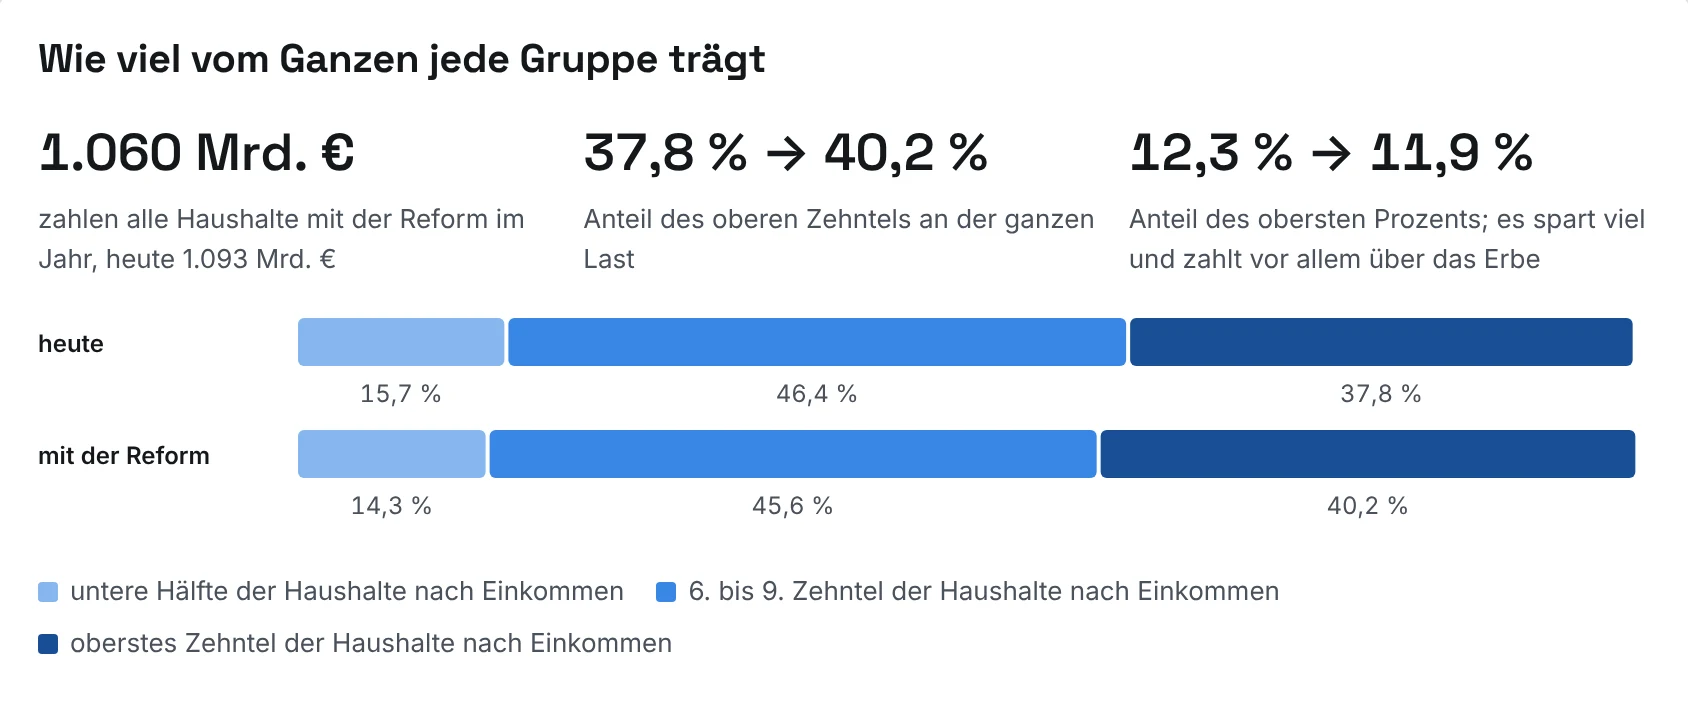 Wie viel vom Ganzen jede Gruppe trägt
1.060 Mrd. €
zahlen alle Haushalte mit der Reform im
Jahr, heute 1.093 Mrd. €
37,8 % → 40,2 %
Anteil des oberen Zehntels an der ganzen
Last
12,3 % → 11,9 %
Anteil des obersten Prozents; es spart viel
und zahlt vor allem über das Erbe
heute
15,7 %
46,4 %
37,8 %
mit der Reform
14,3 %
45,6 %
40,2 %
untere Hälfte der Haushalte nach Einkommen
6. bis 9. Zehntel der Haushalte nach Einkommen
oberstes Zehntel der Haushalte nach Einkommen